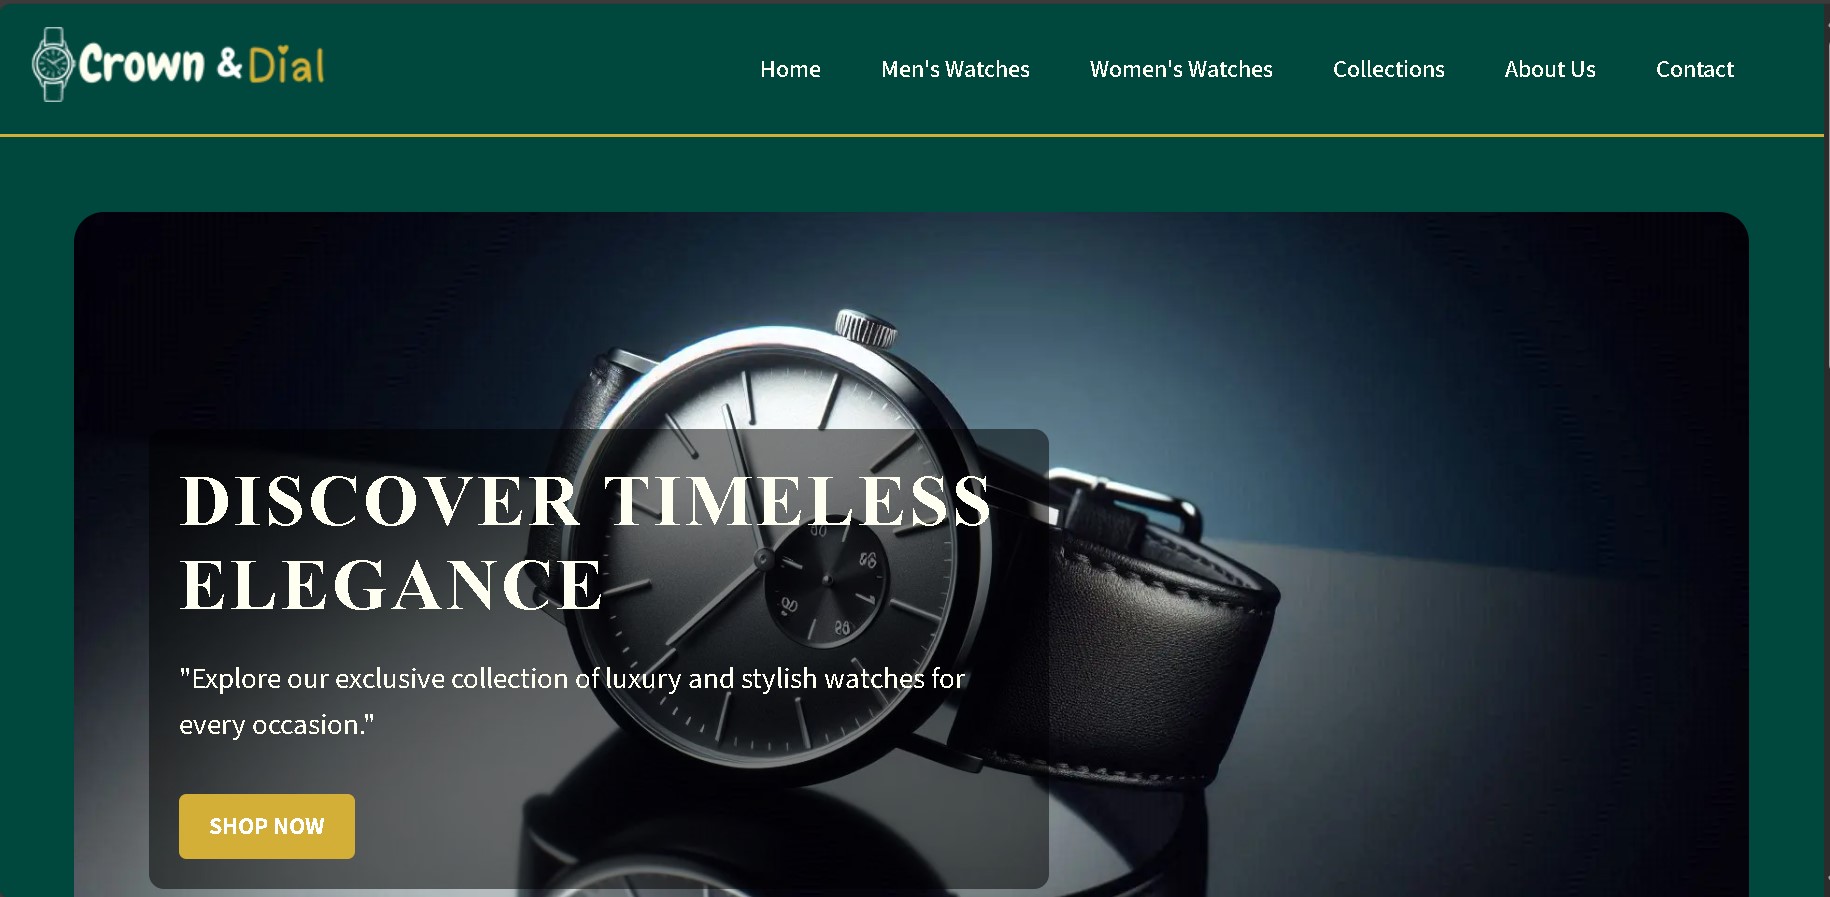 Crown & Dial
Home
Men's Watches
Women's Watches
Collections
About Us
Contact
DISCOVER TIMELESS
ELEGANCE
"Explore our exclusive collection of luxury and stylish watches for
every occasion."
SHOP NOW